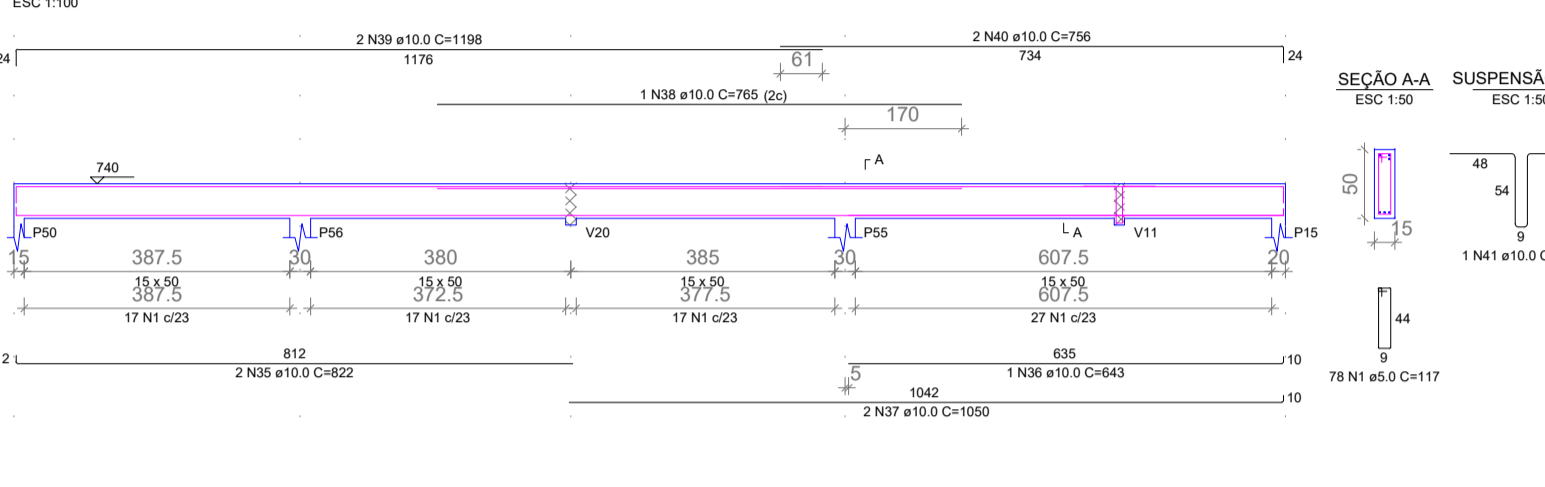 ESC 1:100
2 N39 ø10.0 C=1198
2 N40 ø10.0 C=756
24
1176
61
734
24
1 N38 ø10.0 C=765 (2c)
170
SEÇÃO A-A
ESC 1:50
SUSPENSÃ
ESC 1:50
740
A
50
15
48
54
9
1 N41 ø10.0 C
P50
P56
V20
P55
A
V11
P15
15
387.5
30
380
385
30
607.5
20
15 x 50
15 x 50
15 x 50
15 x 50
387.5
372.5
377.5
607.5
17 N1 c/23
17 N1 c/23
17 N1 c/23
27 N1 c/23
44
9
78 N1 ø5.0 C=117
2
812
2 N35 ø10.0 C=822
635
10
1 N36 ø10.0 C=643
5
1042
10
2 N37 ø10.0 C=1050